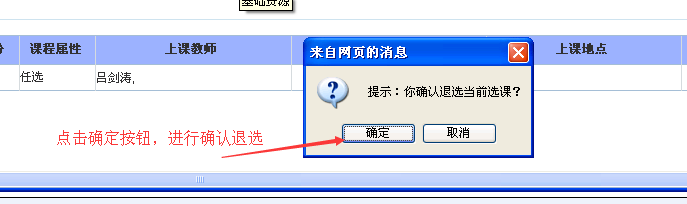 基础资源
份 课程属性 上课教师 上课地点
任选 吕剑涛,
来自网页的消息
提示：你确认退选当前选课？
确定 取消
点击确定按钮，进行确认退选